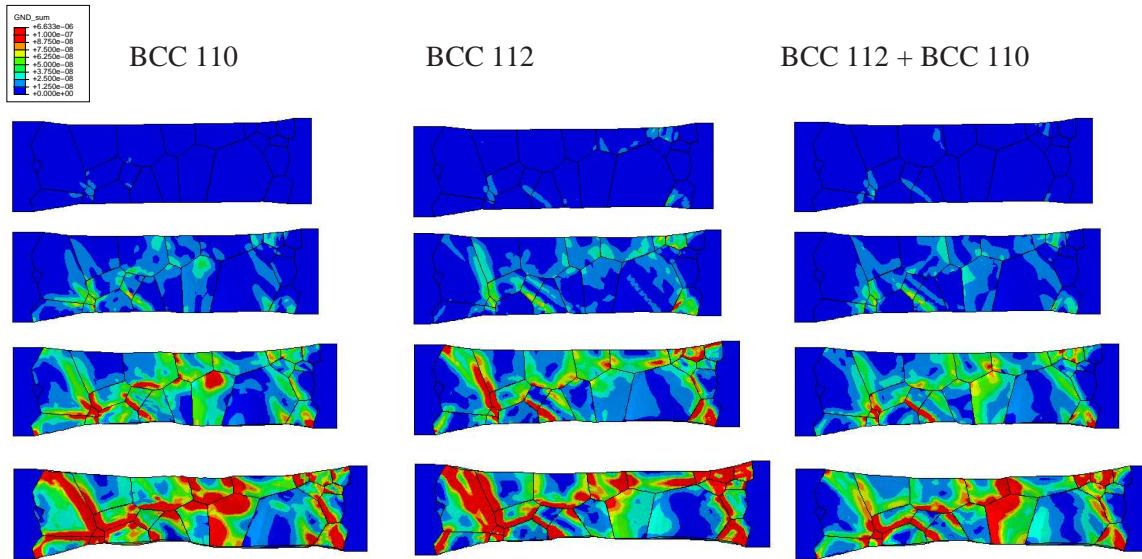 GND_sum
+6.633e-06
+1.000e-07
+8.750e-08
+7.500e-08
+6.250e-08
+5.000e-08
+3.750e-08
+2.500e-08
+1.250e-08
+0.000e+00
BCC 110
BCC 112
BCC 112 + BCC 110